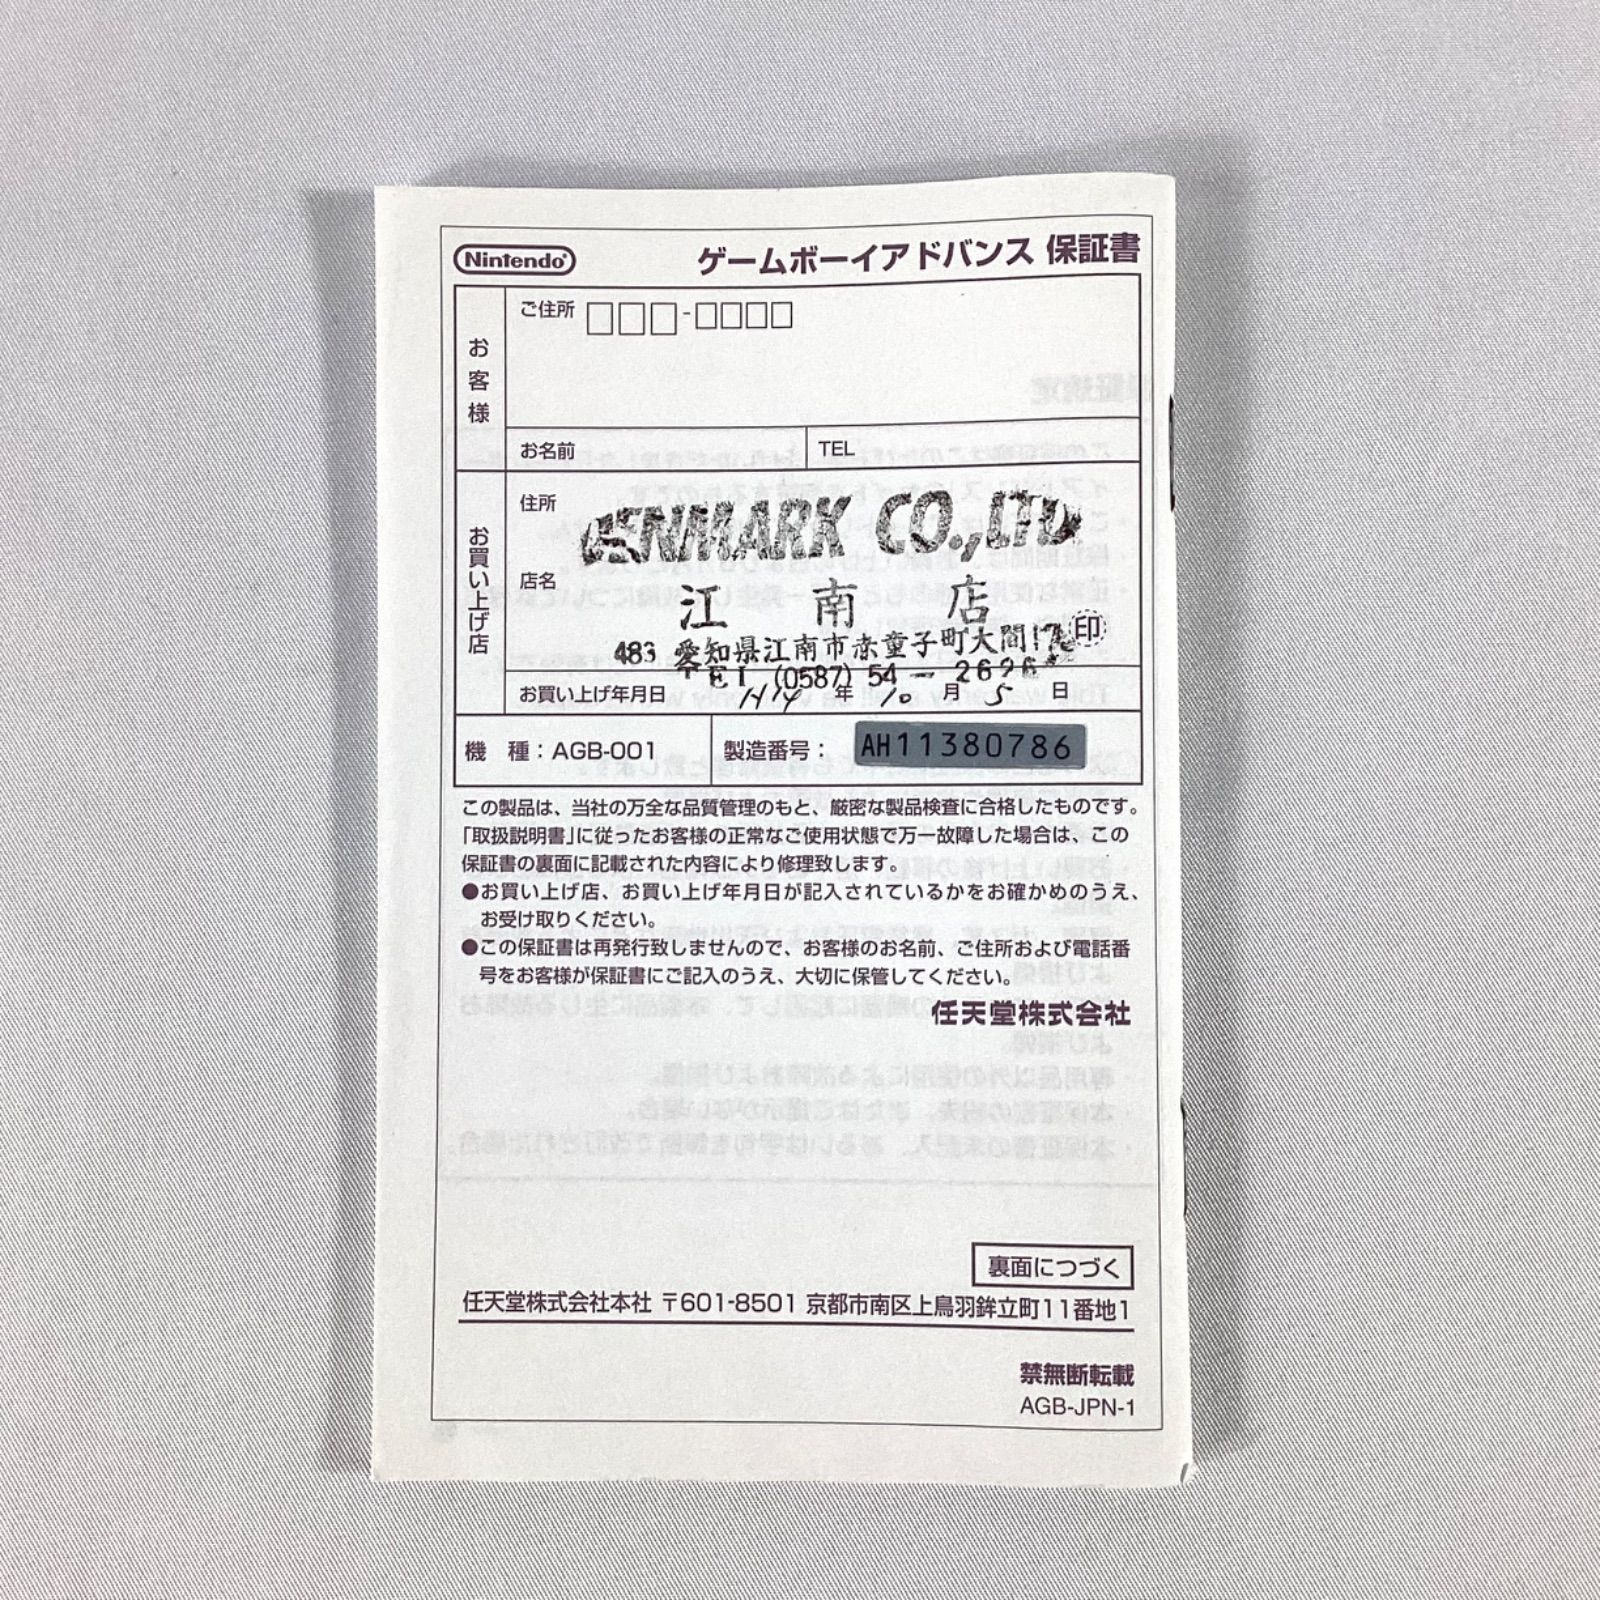 Nintendo ゲームボーイアドバンス 保証書
お客様
ご住所 □□□-□□□□
お名前 TEL
お買い上げ店
住所
ENMARK CO.,LTD
店名
江南店
483 愛知県江南市赤童子町大間 印
TEL (0587) 54-2696
お買い上げ年月日 H14年10月5日
機 種:AGB-001 製造番号: AH11380786
この製品は、当社の万全な品質管理のもと、厳密な製品検査に合格したものです。
「取扱説明書」に従ったお客様の正常なご使用状態で万一故障した場合は、この
保証書の裏面に記載された内容により修理致します。
●お買い上げ店、お買い上げ年月日が記入されているかをお確かめのうえ、
お受け取りください。
●この保証書は再発行致しませんので、お客様のお名前、ご住所および電話番
号をお客様が保証書にご記入のうえ、大切に保管してください。
任天堂株式会社
裏面につづく
任天堂株式会社本社 〒601-8501 京都市南区上鳥羽鉾立町11番地1
禁無断転載
AGB-JPN-1